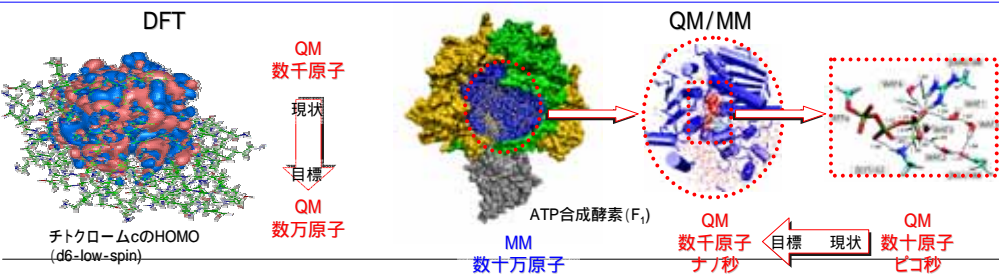 DFT
QM
数千原子
現状
目標
QM
数万原子
チトクロームcのHOMO
(d6-low-spin)
QM/MM
ATP合成酵素(F₁)
MM
数十万原子
QM
数千原子
ナノ秒
目標 現状
QM
数十原子
ピコ秒